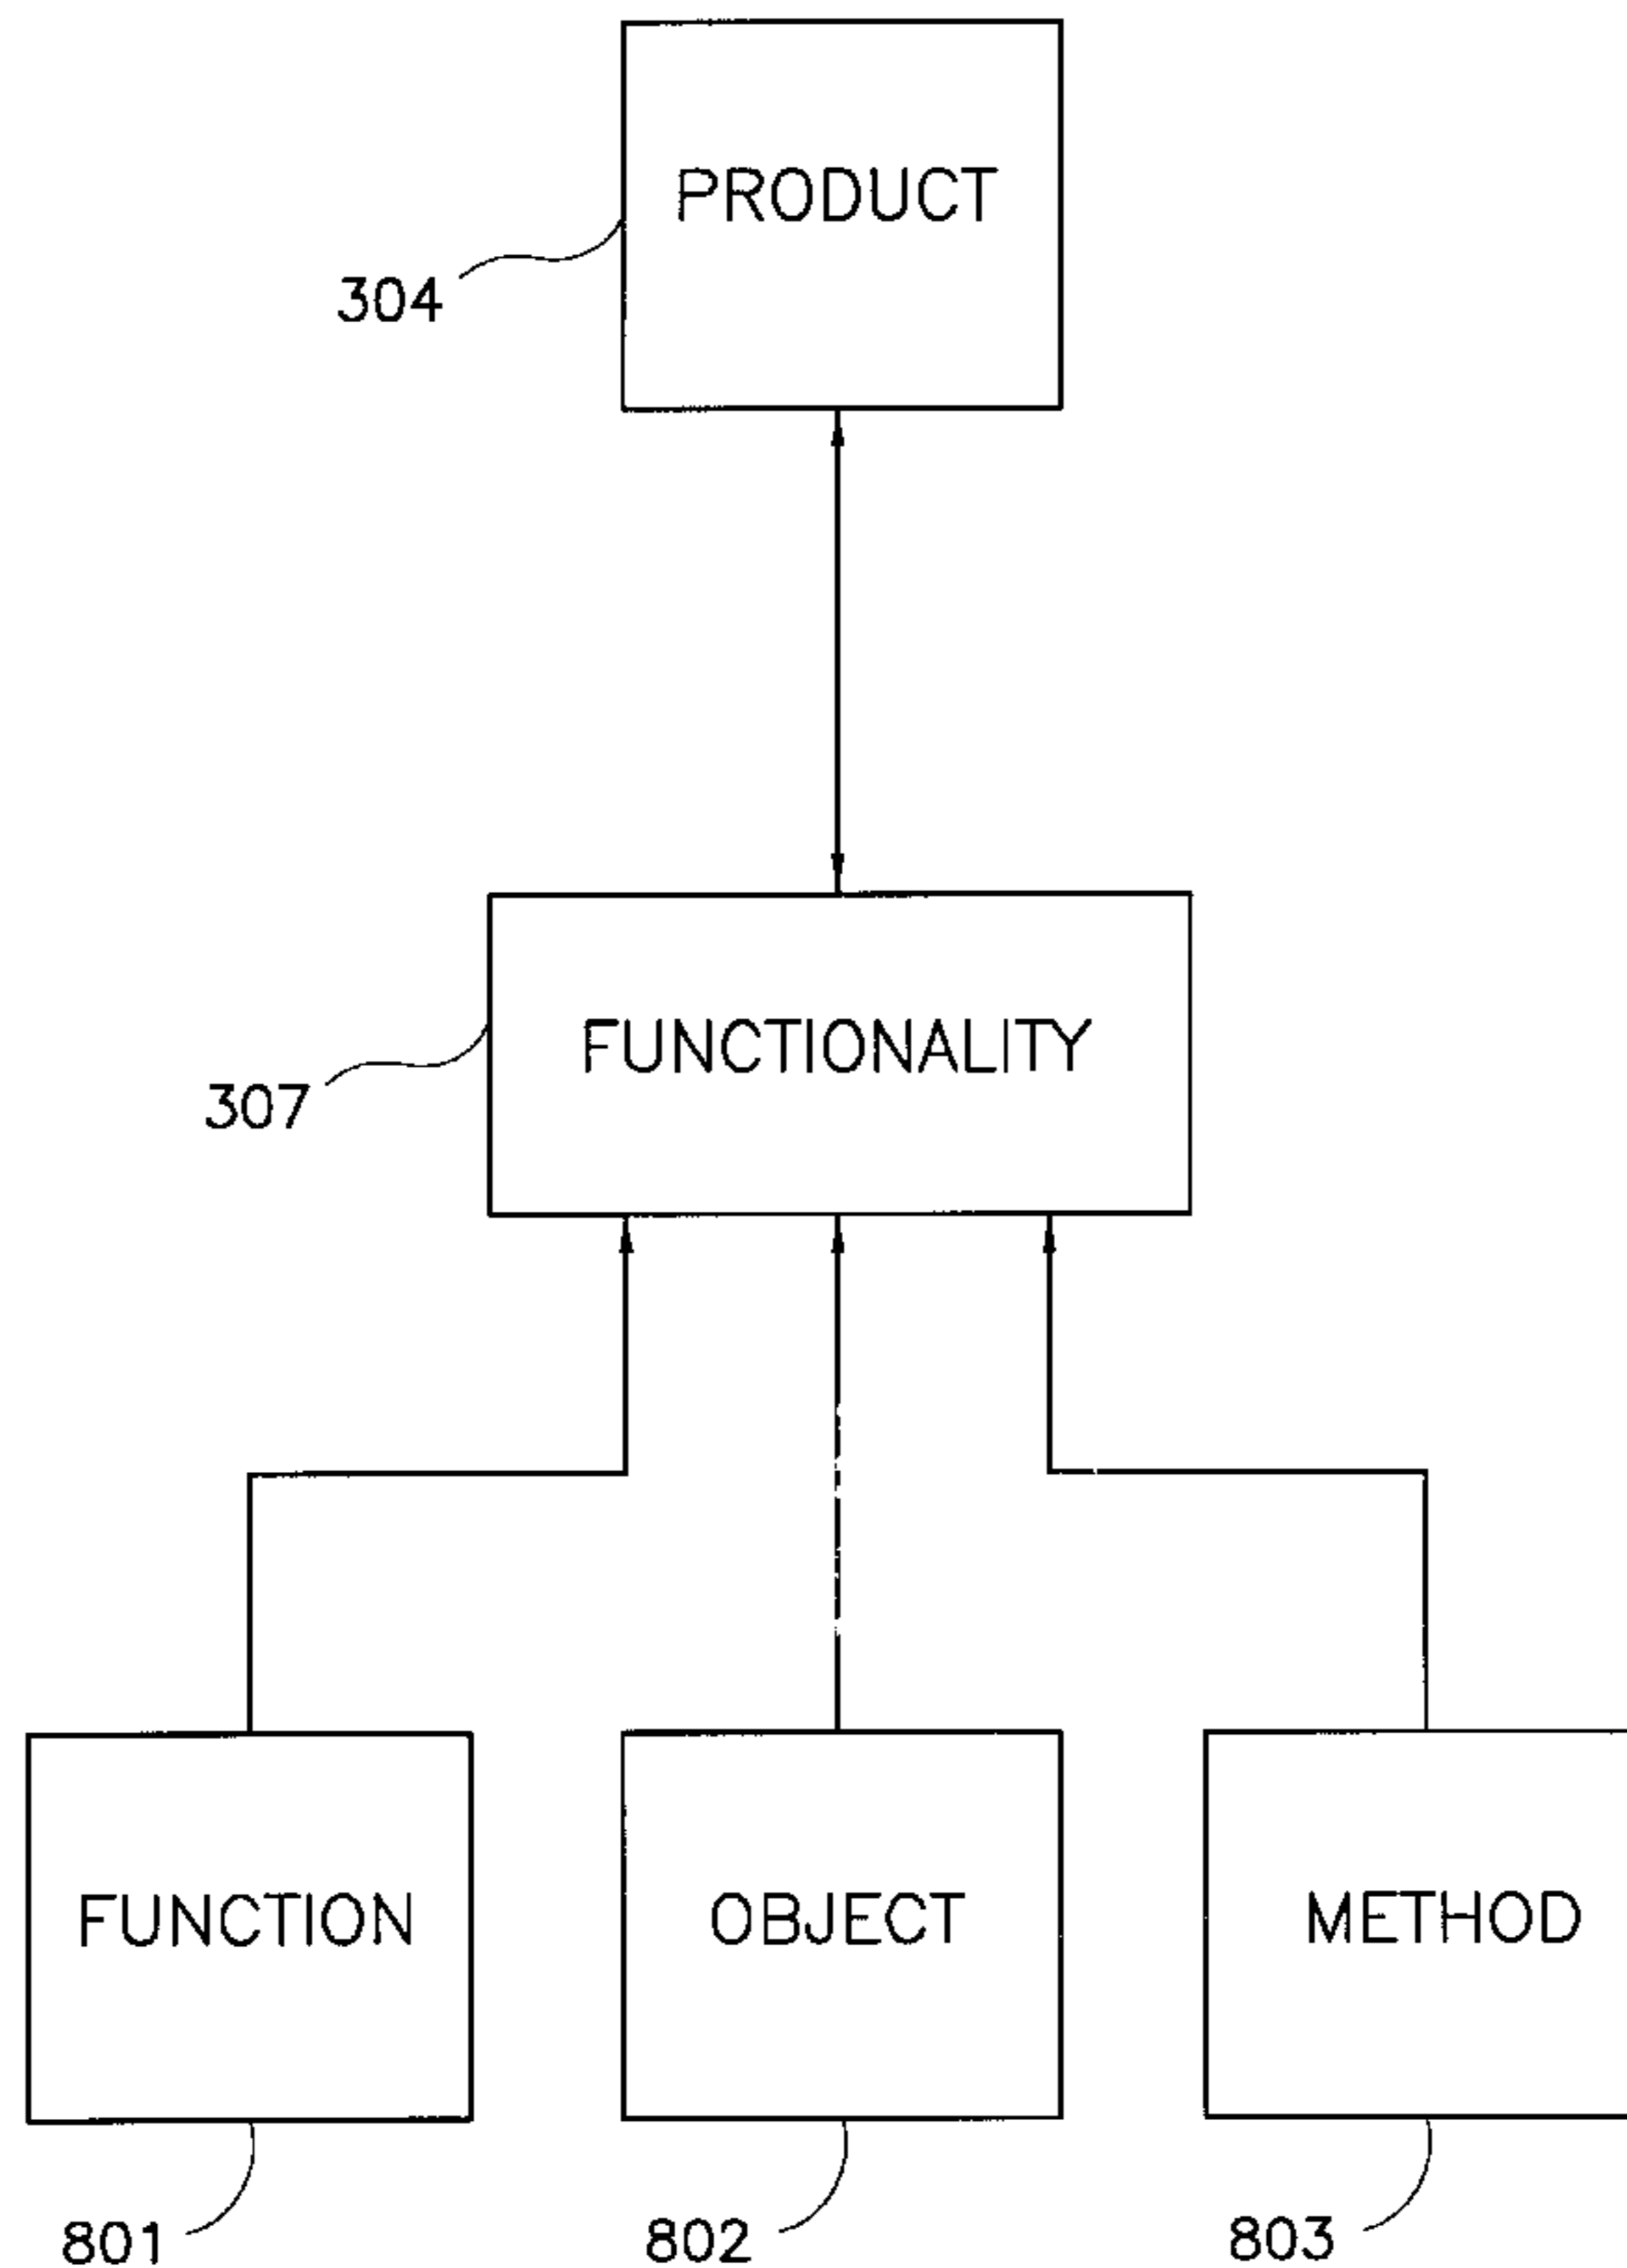 PRODUCT
304
FUNCTIONALITY
307
FUNCTION
OBJECT
METHOD
801
802
803